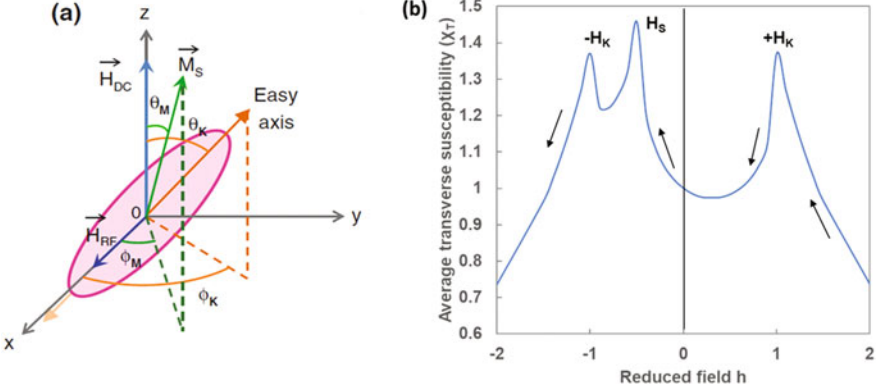 (a)
z
H_DC
M_S
θ_M
θ_K
Easy
axis
0
y
H_RF
ϕ_M
ϕ_K
x
(b)
Average transverse susceptibility (χ_T)
1.5
1.4
1.3
1.2
1.1
1
0.9
0.8
0.7
0.6
-H_K
H_S
+H_K
-2
-1
0
1
2
Reduced field h